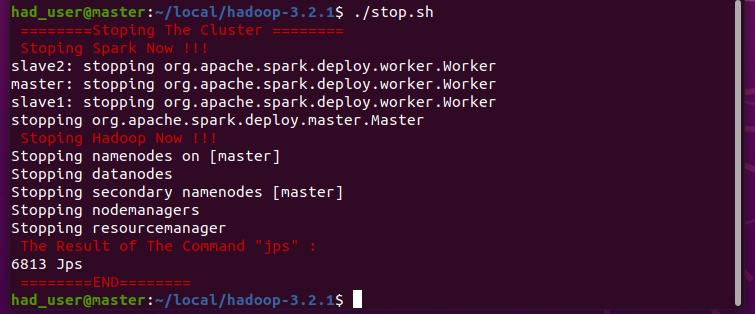 had_user@master:~/local/hadoop-3.2.1$ ./stop.sh
========Stoping The Cluster ========
Stoping Spark Now !!!
slave2: stopping org.apache.spark.deploy.worker.Worker
master: stopping org.apache.spark.deploy.worker.Worker
slave1: stopping org.apache.spark.deploy.worker.Worker
stopping org.apache.spark.deploy.master.Master
Stoping Hadoop Now !!!
Stopping namenodes on [master]
Stopping datanodes
Stopping secondary namenodes [master]
Stopping nodemanagers
Stopping resourcemanager
The Result of The Command "jps" :
6813 Jps
========END========
had_user@master:~/local/hadoop-3.2.1$